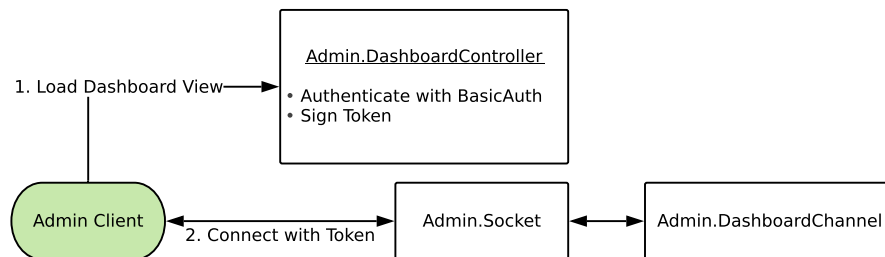 Admin.DashboardController
1. Load Dashboard View
• Authenticate with BasicAuth
• Sign Token
Admin Client
2. Connect with Token
Admin.Socket
Admin.DashboardChannel